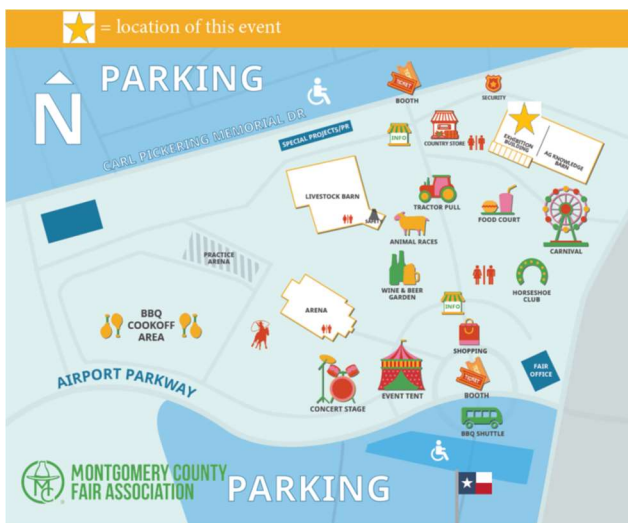 = location of this event
PARKING
N
CARL PICKERING MEMORIAL DR
TICKET
BOOTH
SECURITY
SPECIAL PROJECTS/PR
INFO
COUNTRY STORE
EXHIBITION
BUILDING
AG KNOWLEDGE
BARN
LIVESTOCK BARN
TRACTOR PULL
FOOD COURT
CARNIVAL
ANIMAL RACES
PRACTICE
ARENA
WINE & BEER
GARDEN
HORSESHOE
CLUB
INFO
ARENA
BBQ
COOKOFF
AREA
SHOPPING
FAIR
OFFICE
AIRPORT PARKWAY
CONCERT STAGE
EVENT TENT
TICKET
BOOTH
BBQ SHUTTLE
MONTGOMERY COUNTY
FAIR ASSOCIATION
PARKING